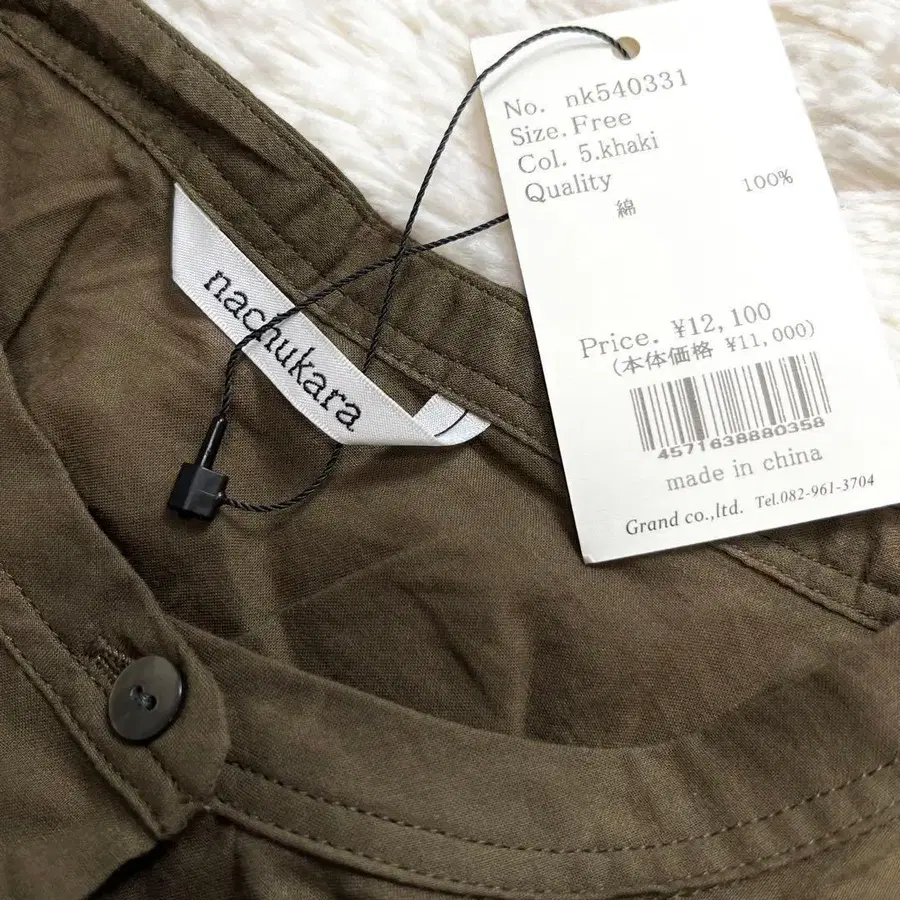 nachukara
No. nk540331
Size.Free
Col. 5.khaki
Quality
綿 100%
Price. ¥12,100
(本体価格 ¥11,000)
4571638880358
made in china
Grand co.,ltd. Tel.082-961-3704